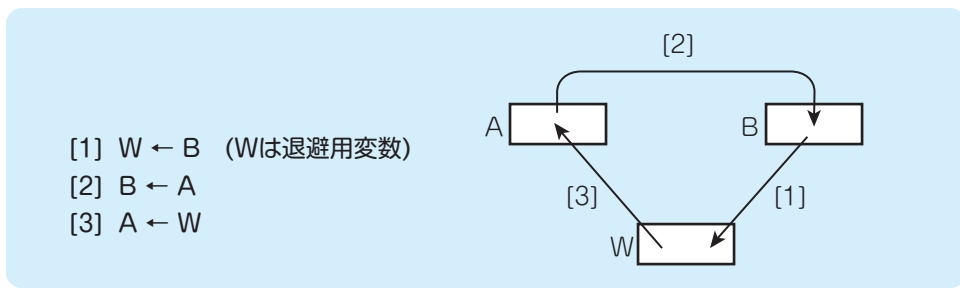 [1] W ← B (Wは退避用変数)
[2] B ← A
[3] A ← W
[2]
A
B
[3]
[1]
W